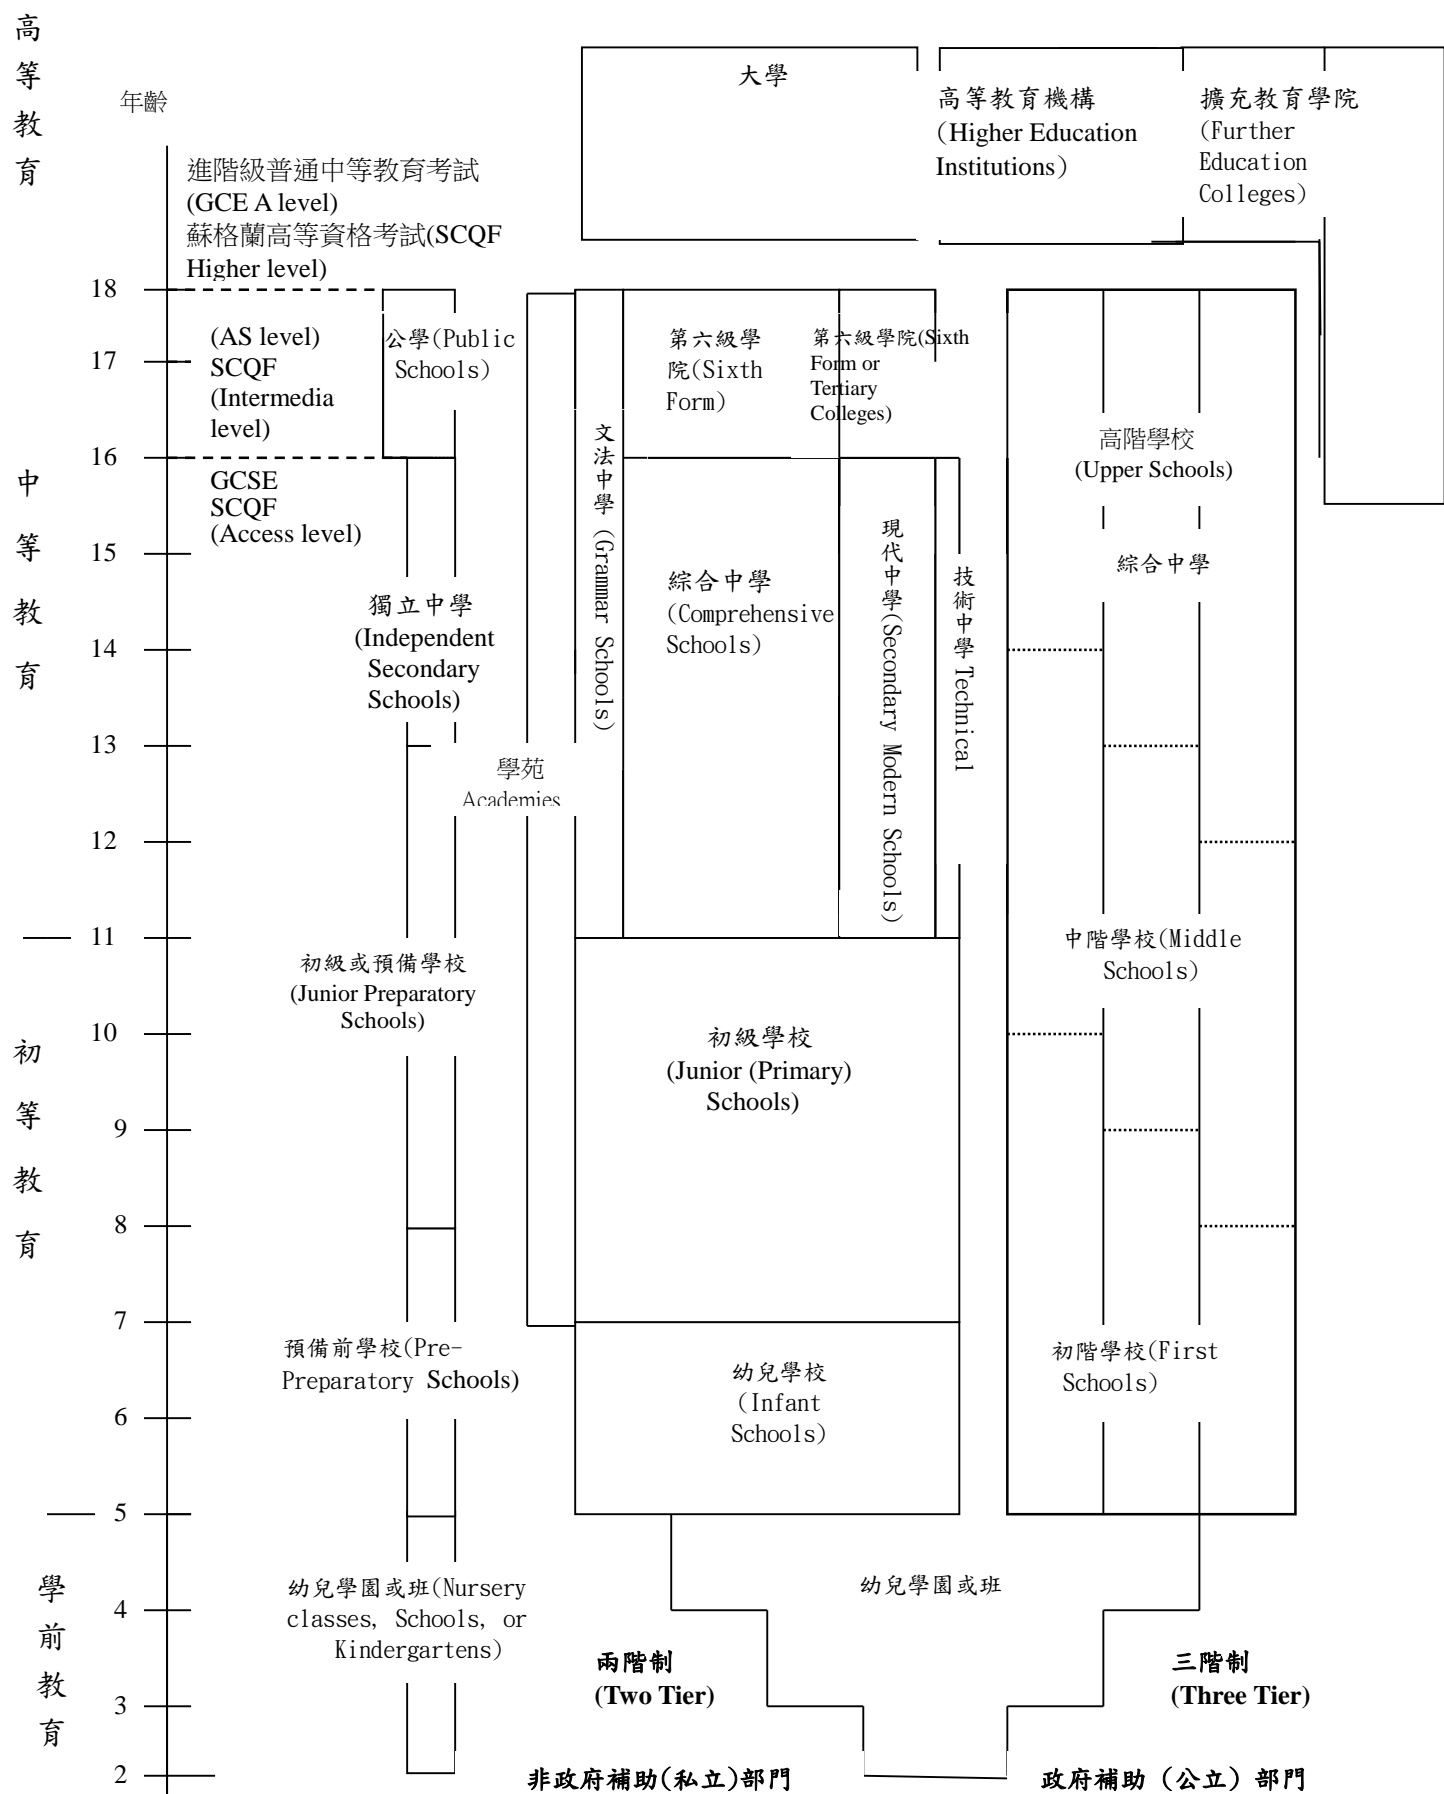 高等教育
年齡
大學
高等教育機構
(Higher Education
Institutions)
擴充教育學院
(Further
Education
Colleges)
進階級普通中等教育考試
(GCE A level)
蘇格蘭高等資格考試(SCQF
Higher level)
18
(AS level)
SCQF
(Intermedia
level)
17
公學(Public
Schools)
第六級學
院(Sixth
Form)
第六級學院(Sixth
Form or
Tertiary
Colleges)
16
GCSE
SCQF
(Access level)
中等教育
文法中學(Grammar Schools)
高階學校
(Upper Schools)
15
獨立中學
(Independent
Secondary
Schools)
綜合中學
(Comprehensive
Schools)
現代中學(Secondary Modern Schools)
技術中學 Technical
綜合中學
14
13
學苑
Academies
12
11
初級或預備學校
(Junior Preparatory
Schools)
中階學校(Middle
Schools)
10
初等教育
初級學校
(Junior (Primary)
Schools)
9
8
7
預備前學校(Pre-
Preparatory Schools)
幼兒學校
(Infant
Schools)
初階學校(First
Schools)
6
5
學前教育
幼兒學園或班(Nursery
classes, Schools, or
Kindergartens)
幼兒學園或班
4
兩階制
(Two Tier)
三階制
(Three Tier)
3
2
非政府補助(私立)部門
政府補助（公立）部門